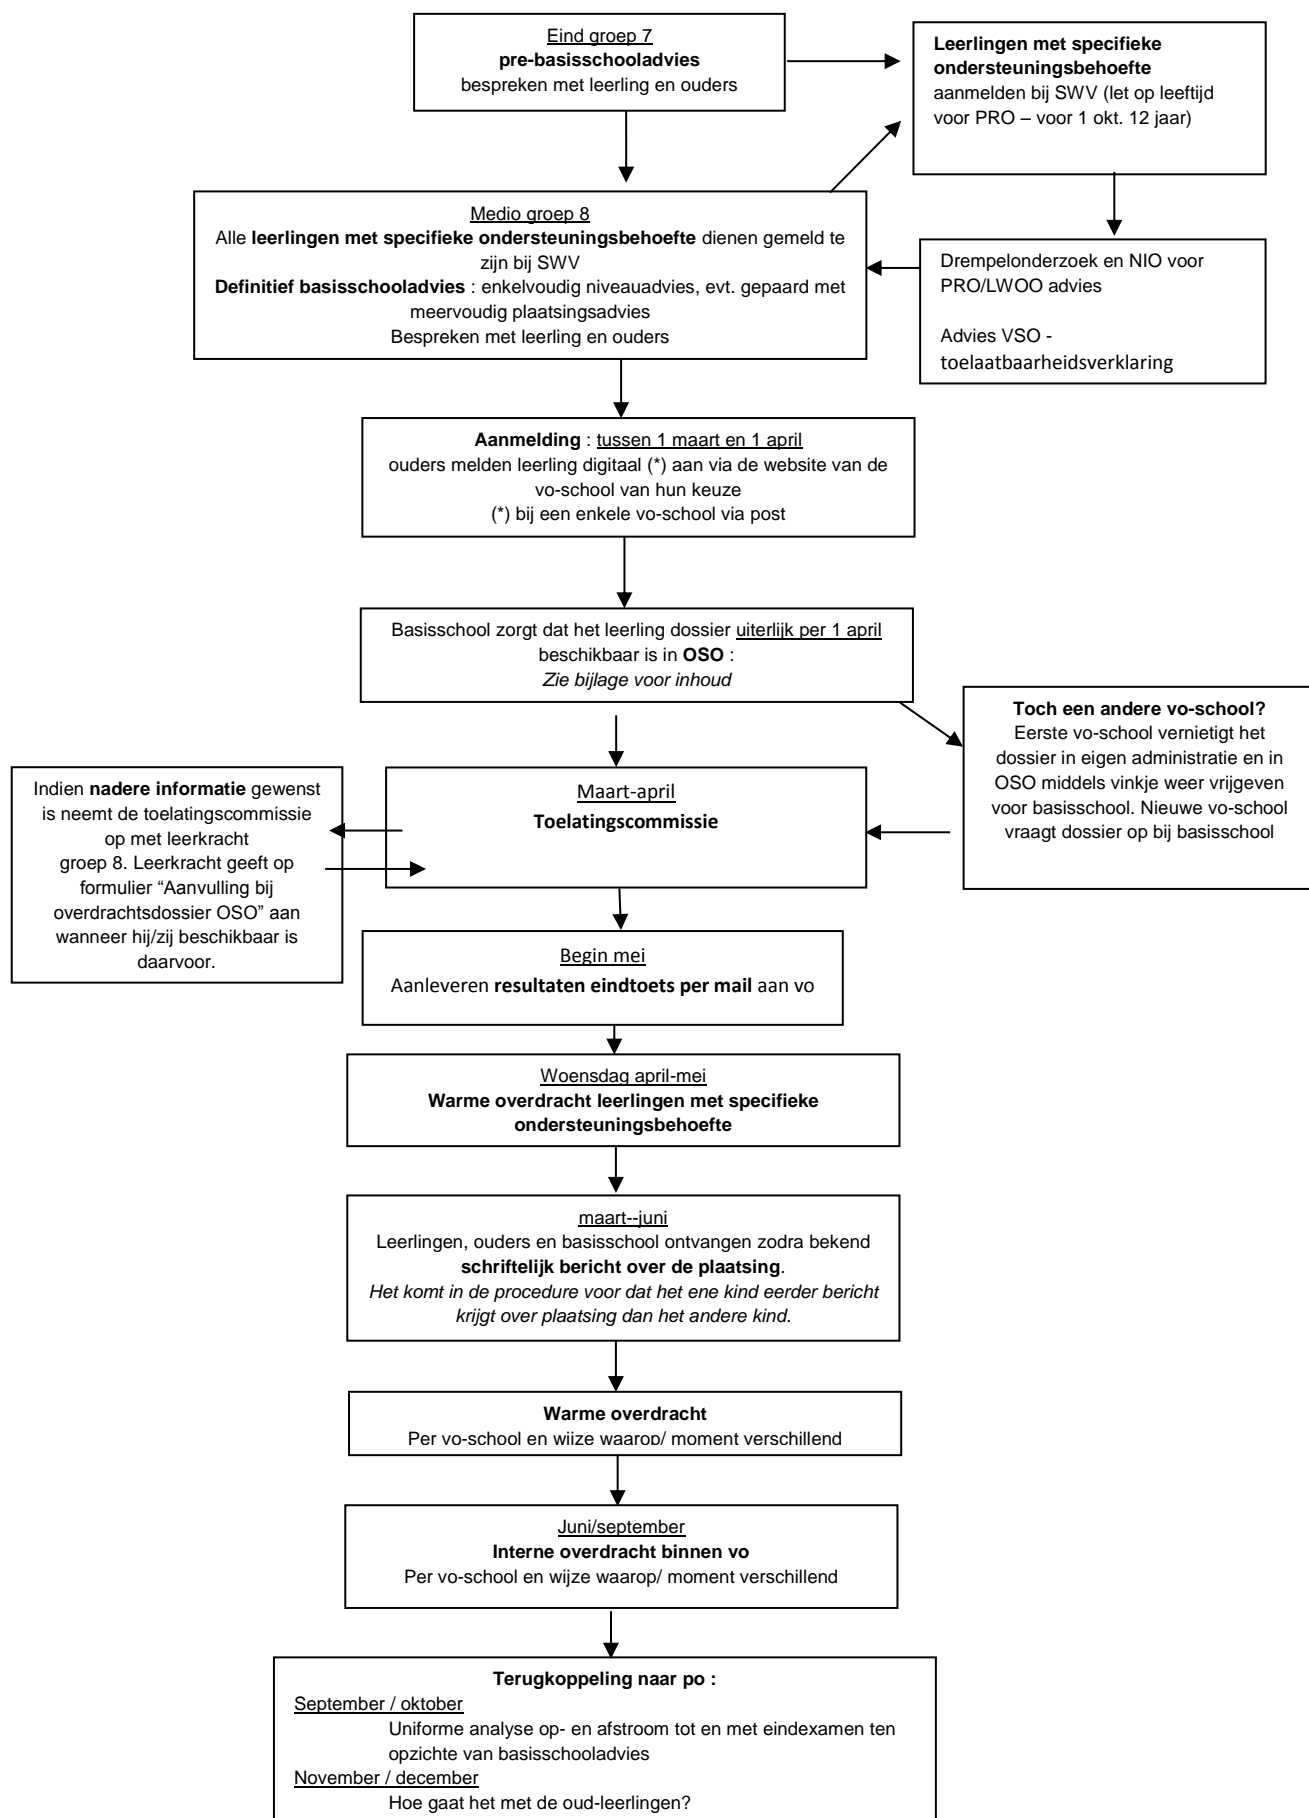 Eind groep 7
pre-basisschooladvies
bespreken met leerling en ouders
Leerlingen met specifieke
ondersteuningsbehoefte
aanmelden bij SWV (let op leeftijd
voor PRO – voor 1 okt. 12 jaar)
Medio groep 8
Alle leerlingen met specifieke ondersteuningsbehoefte dienen gemeld te
zijn bij SWV
Definitief basisschooladvies : enkelvoudig niveauadvies, evt. gepaard met
meervoudig plaatsingsadvies
Bespreken met leerling en ouders
Drempelonderzoek en NIO voor
PRO/LWOO advies
Advies VSO -
toelaatbaarheidsverklaring
Aanmelding : tussen 1 maart en 1 april
ouders melden leerling digitaal (*) aan via de website van de
vo-school van hun keuze
(*) bij een enkele vo-school via post
Basisschool zorgt dat het leerling dossier uiterlijk per 1 april
beschikbaar is in OSO :
Zie bijlage voor inhoud
Toch een andere vo-school?
Eerste vo-school vernietigt het
dossier in eigen administratie en in
OSO middels vinkje weer vrijgeven
voor basisschool. Nieuwe vo-school
vraagt dossier op bij basisschool
Indien nadere informatie gewenst
is neemt de toelatingscommissie
op met leerkracht
groep 8. Leerkracht geeft op
formulier “Aanvulling bij
overdrachtsdossier OSO” aan
wanneer hij/zij beschikbaar is
daarvoor.
Maart-april
Toelatingscommissie
Begin mei
Aanleveren resultaten eindtoets per mail aan vo
Woensdag april-mei
Warme overdracht leerlingen met specifieke
ondersteuningsbehoefte
maart--juni
Leerlingen, ouders en basisschool ontvangen zodra bekend
schriftelijk bericht over de plaatsing.
Het komt in de procedure voor dat het ene kind eerder bericht
krijgt over plaatsing dan het andere kind.
Warme overdracht
Per vo-school en wijze waarop/ moment verschillend
Juni/september
Interne overdracht binnen vo
Per vo-school en wijze waarop/ moment verschillend
Terugkoppeling naar po :
September / oktober
Uniforme analyse op- en afstroom tot en met eindexamen ten
opzichte van basisschooladvies
November / december
Hoe gaat het met de oud-leerlingen?